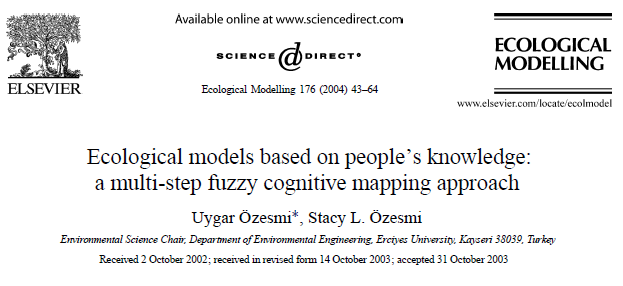 Available online at www.sciencedirect.com
SCIENCE DIRECT®
ELSEVIER
Ecological Modelling 176 (2004) 43–64
ECOLOGICAL
MODELLING
www.elsevier.com/locate/ecolmodel
Ecological models based on people’s knowledge:
a multi-step fuzzy cognitive mapping approach
Uygar Özesmi*, Stacy L. Özesmi
Environmental Science Chair, Department of Environmental Engineering, Erciyes University, Kayseri 38039, Turkey
Received 2 October 2002; received in revised form 14 October 2003; accepted 31 October 2003